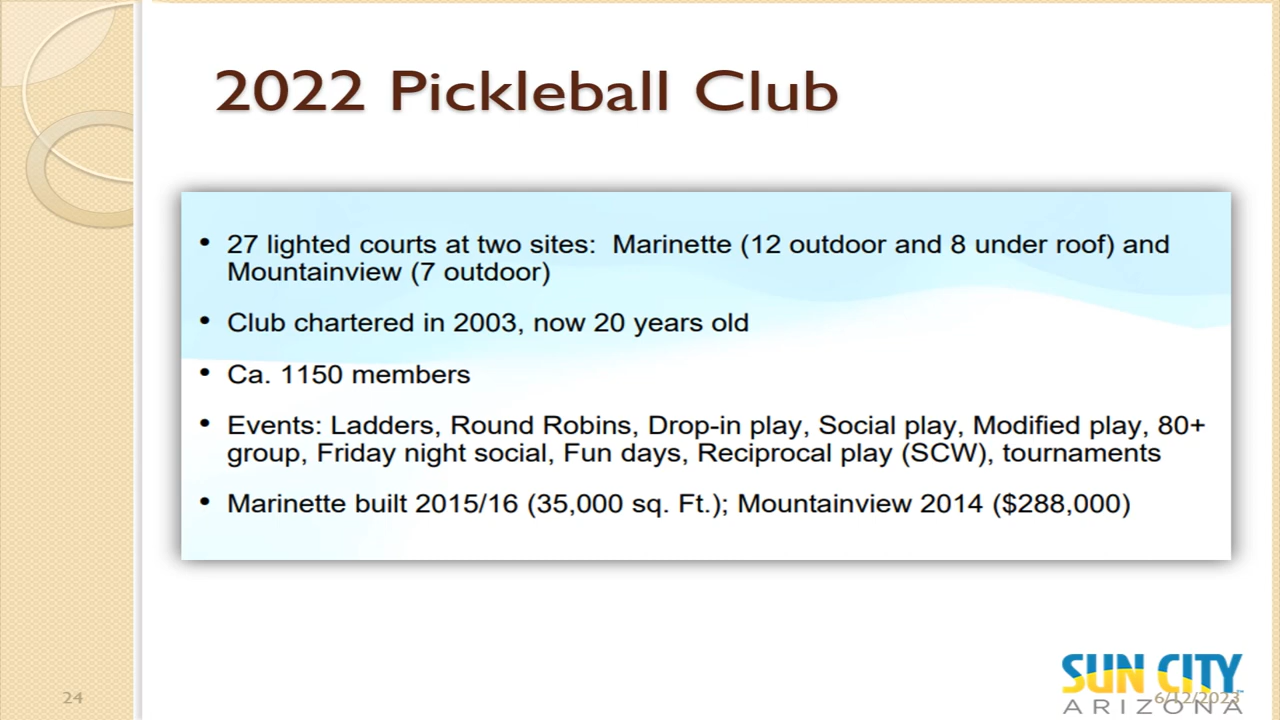 2022 Pickleball Club
• 27 lighted courts at two sites:  Marinette (12 outdoor and 8 under roof) and
Mountainview (7 outdoor)
• Club chartered in 2003, now 20 years old
• Ca. 1150 members
• Events: Ladders, Round Robins, Drop-in play, Social play, Modified play, 80+
group, Friday night social, Fun days, Reciprocal play (SCW), tournaments
• Marinette built 2015/16 (35,000 sq. Ft.); Mountainview 2014 ($288,000)
SUN CITY
ARIZONA
24
6/12/2023